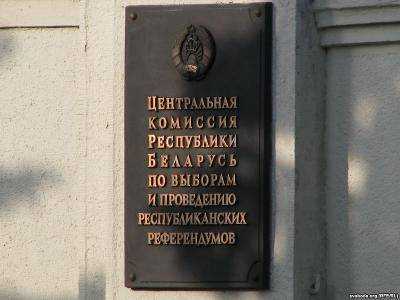 Центральная
комиссия
Республики
Беларусь
по выборам
и проведению
республиканских
референдумов